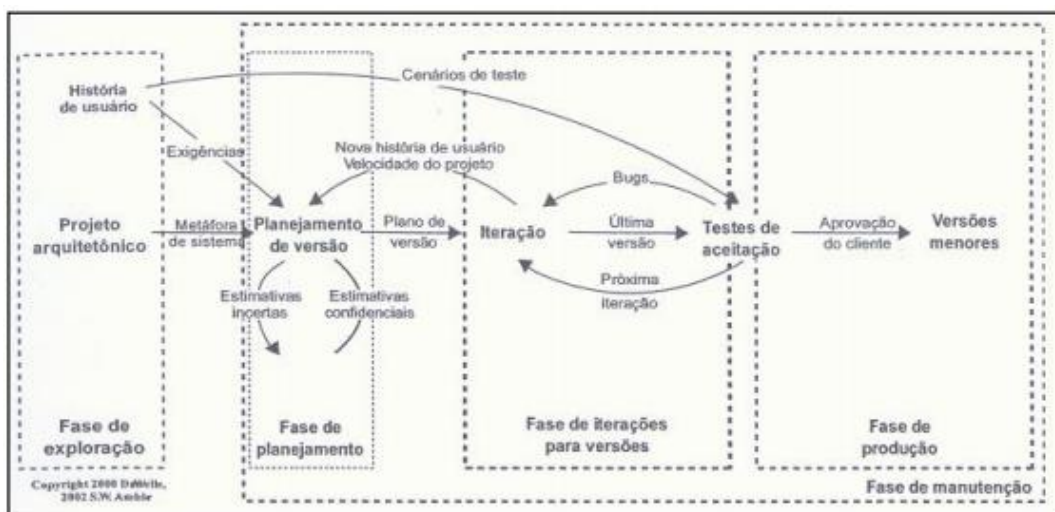 Cenários de teste
História
de usuário
Exigências
Nova história de usuário
Velocidade do projeto
Bugs
Projeto
arquitetônico
Metáfora
de sistema
Planejamento
de versão
Plano de
versão
Iteração
Última
versão
Testes de
aceitação
Aprovação
do cliente
Versões
menores
Próxima
iteração
Estimativas
incertas
Estimativas
confidenciais
Fase de
exploração
Fase de
planejamento
Fase de iterações
para versões
Fase de
produção
Copyright 2000
2002 S.W.
Fase de manutenção